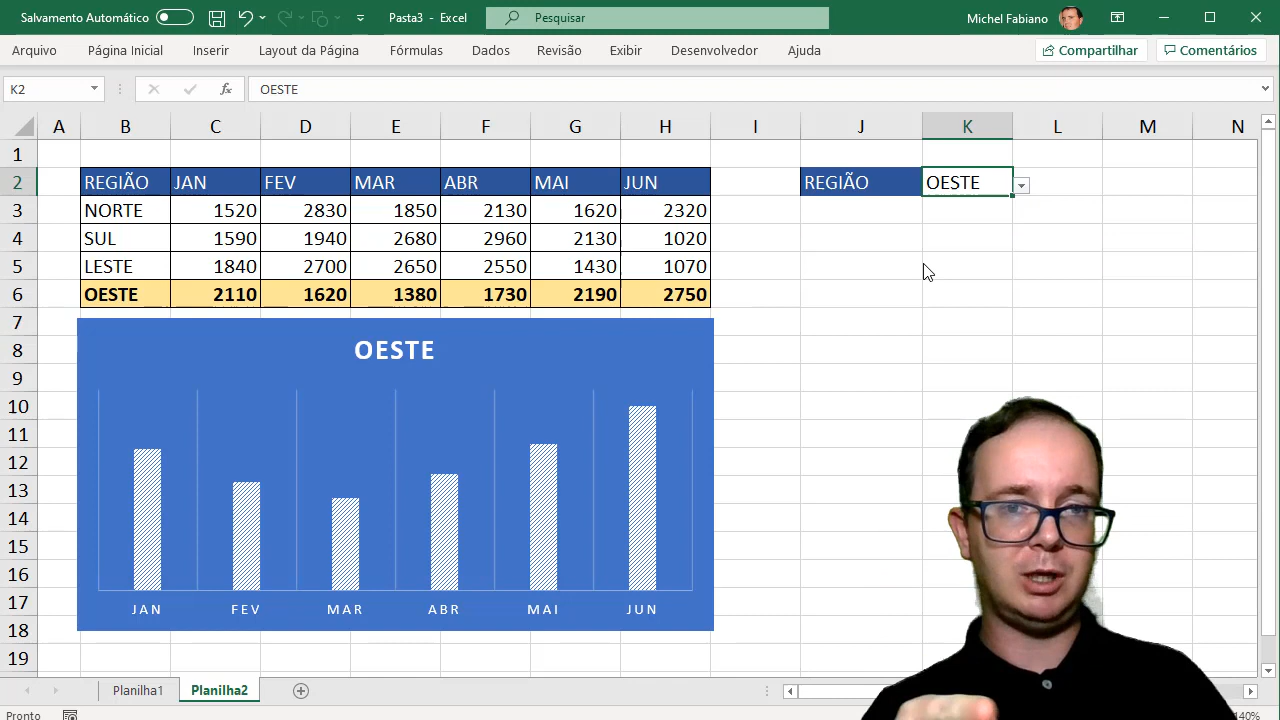 Salvamento Automático Pasta3 - Excel Pesquisar Michel Fabiano
Arquivo Página Inicial Inserir Layout da Página Fórmulas Dados Revisão Exibir Desenvolvedor Ajuda Compartilhar Comentários
K2 fx OESTE
A B C D E F G H I J K L M N
1
2 REGIÃO JAN FEV MAR ABR MAI JUN REGIÃO OESTE
3 NORTE 1520 2830 1850 2130 1620 2320
4 SUL 1590 1940 2680 2960 2130 1020
5 LESTE 1840 2700 2650 2550 1430 1070
6 OESTE 2110 1620 1380 1730 2190 2750
7
8 OESTE
9
10
11
12
13
14
15
16
17 JAN FEV MAR ABR MAI JUN
18
19
Planilha1 Planilha2
Pronto 140%